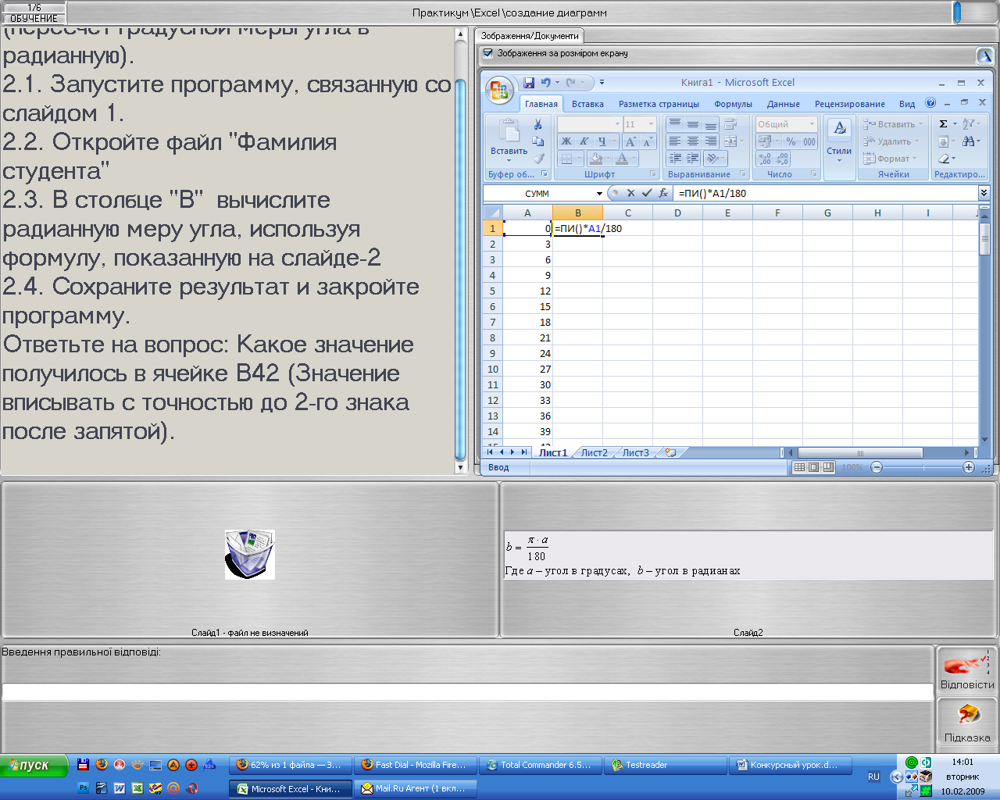 1/6
ОБУЧЕНИЕ
Практикум \Excel \создание диаграмм
(пересчет градусной меры угла в
радианную).
2.1. Запустите программу, связанную со
слайдом 1.
2.2. Откройте файл "Фамилия
студента"
2.3. В столбце "В" вычислите
радианную меру угла, используя
формулу, показанную на слайде-2
2.4. Сохраните результат и закройте
программу.
Ответьте на вопрос: Какое значение
получилось в ячейке В42 (Значение
вписывать с точностью до 2-го знака
после запятой).
Зображення/Документи
Зображення за розміром екрану
Книга1 - Microsoft Excel
Главная Вставка Разметка страницы Формулы Данные Рецензирование Вид
Вставить
Буфер об...
11
Ж К Ч
Шрифт
Выравнивание
Общий
% 000
Число
Стили
Вставить
Удалить
Формат
Ячейки
Редактиро...
СУММ =ПИ()*A1/180
A B C D E F G H I J
1 0 =ПИ()*A1/180
2 3
3 6
4 9
5 12
6 15
7 18
8 21
9 24
10 27
11 30
12 33
13 36
14 39
15 42
Лист1 Лист2 Лист3
Ввод 100%
Слайд1 - файл не визначений
b = π · a / 180
Где a – угол в градусах, b – угол в радианах
Слайд2
Введення правильної відповіді:
Відповісти
Підказка
пуск
62% из 1 файла — З...
Fast Dial - Mozilla Fire...
Total Commander 6.5...
Testreader
Конкурсный урок.d...
Microsoft Excel - Кни...
Mail.Ru Агент (1 вкл...
RU
14:01
вторник
10.02.2009